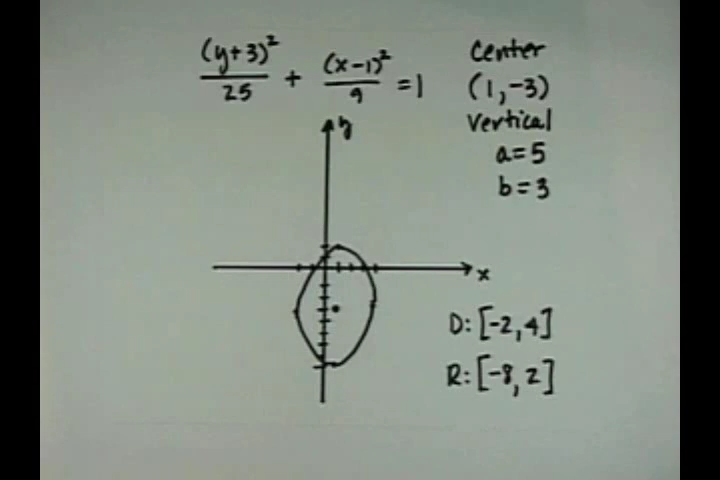 (y+3)²/25 + (x-1)²/9 = 1
Center
(1,-3)
Vertical
a=5
b=3
y
x
D: [-2,4]
R: [-8,2]